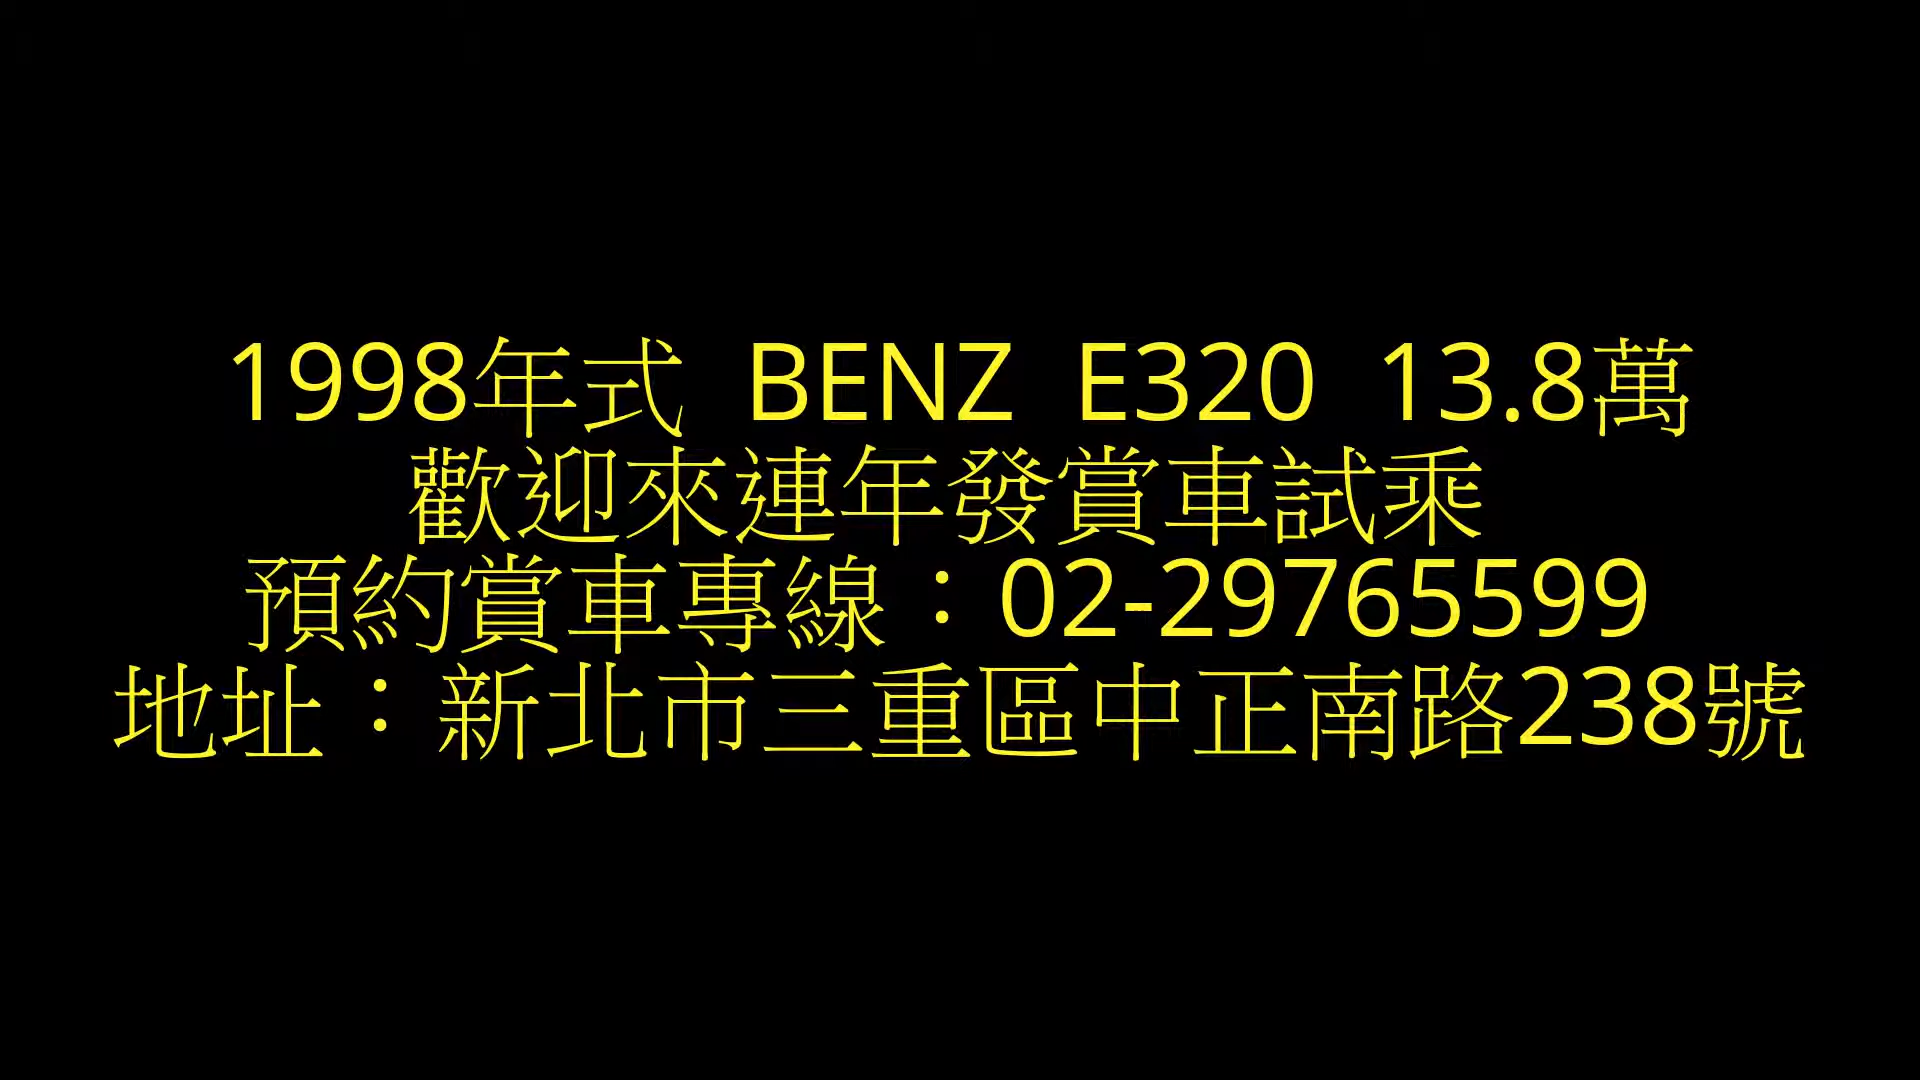 1998年式 BENZ E320 13.8萬
歡迎來連年發賞車試乘
預約賞車專線：02-29765599
地址：新北市三重區中正南路238號